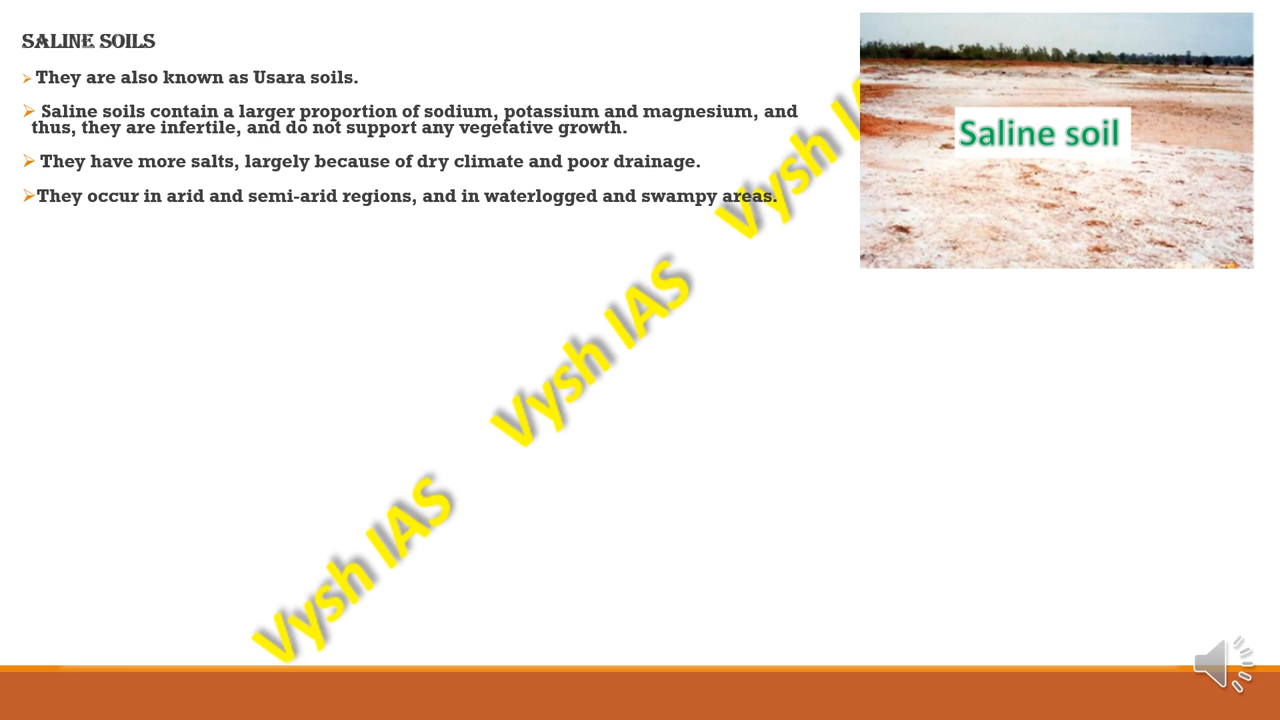 SALINE SOILS
➢ They are also known as Usara soils.
➢ Saline soils contain a larger proportion of sodium, potassium and magnesium, and
thus, they are infertile, and do not support any vegetative growth.
➢ They have more salts, largely because of dry climate and poor drainage.
➢They occur in arid and semi-arid regions, and in waterlogged and swampy areas.
Saline soil
Vysh IA
Vysh IAS
Vysh IAS